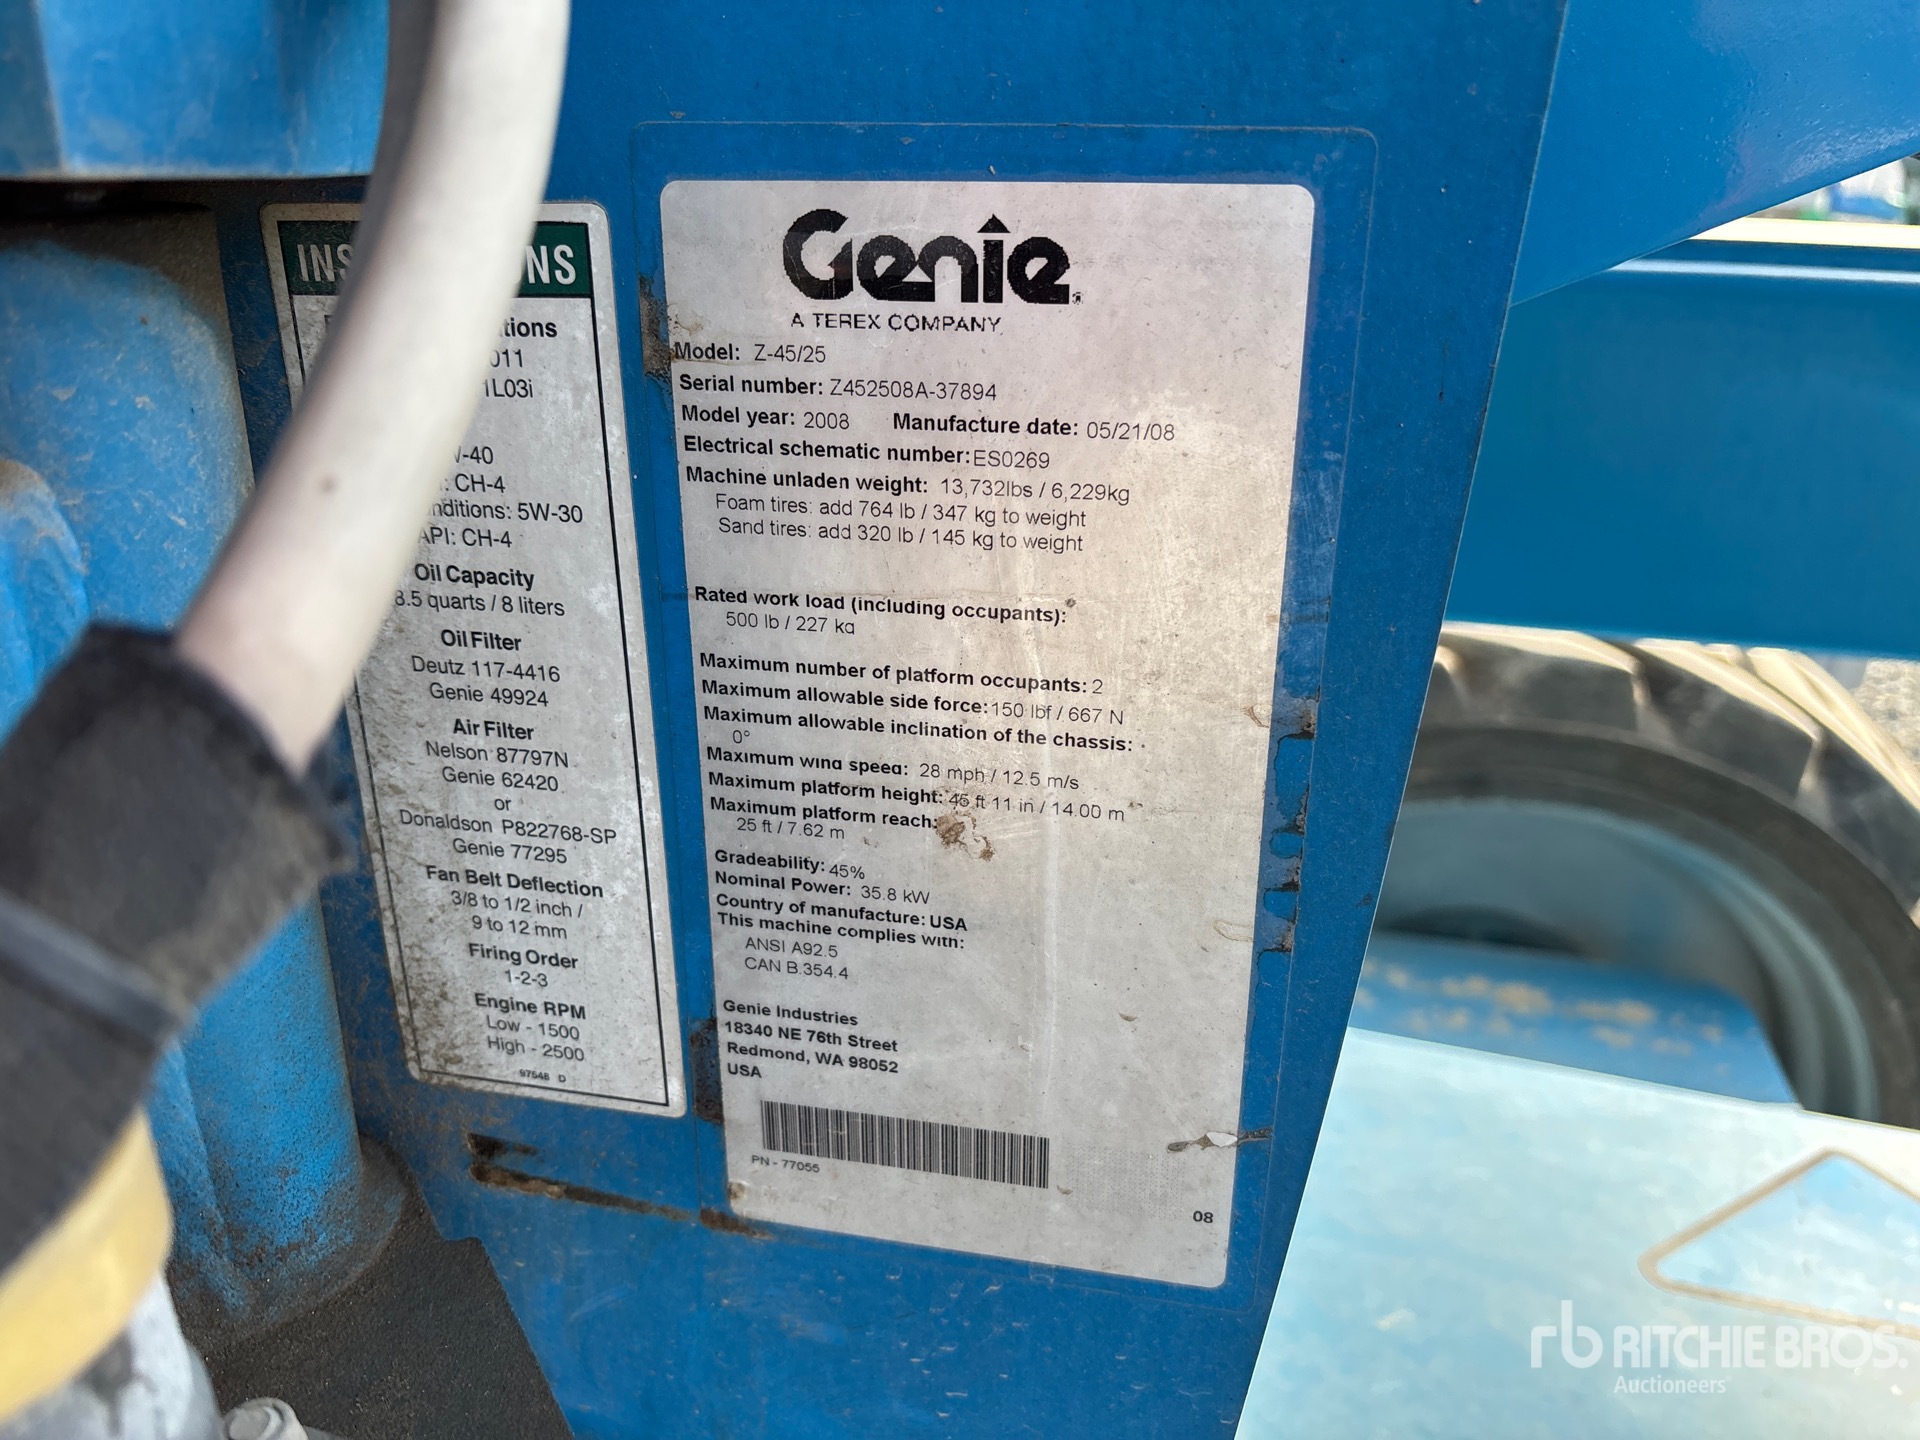 INS
NS
tions
011
1L03i
-40
: CH-4
nditions: 5W-30
API: CH-4
Oil Capacity
8.5 quarts / 8 liters
Oil Filter
Deutz 117-4416
Genie 49924
Air Filter
Nelson 87797N
Genie 62420
or
Donaldson P822768-SP
Genie 77295
Fan Belt Deflection
3/8 to 1/2 inch /
9 to 12 mm
Firing Order
1-2-3
Engine RPM
Low - 1500
High - 2500
97548 D
Genie
A TEREX COMPANY
Model: Z-45/25
Serial number: Z452508A-37894
Model year: 2008 Manufacture date: 05/21/08
Electrical schematic number: ES0269
Machine unladen weight: 13,732lbs / 6,229kg
Foam tires: add 764 lb / 347 kg to weight
Sand tires: add 320 lb / 145 kg to weight
Rated work load (including occupants):
500 lb / 227 kg
Maximum number of platform occupants: 2
Maximum allowable side force: 150 lbf / 667 N
Maximum allowable inclination of the chassis:
0°
Maximum wind speed: 28 mph / 12.5 m/s
Maximum platform height: 45 ft 11 in / 14.00 m
Maximum platform reach:
25 ft / 7.62 m
Gradeability: 45%
Nominal Power: 35.8 kW
Country of manufacture: USA
This machine complies with:
ANSI A92.5
CAN B.354.4
Genie Industries
18340 NE 76th Street
Redmond, WA 98052
USA
PN - 77055
08
rb RITCHIE BROS.
Auctioneers